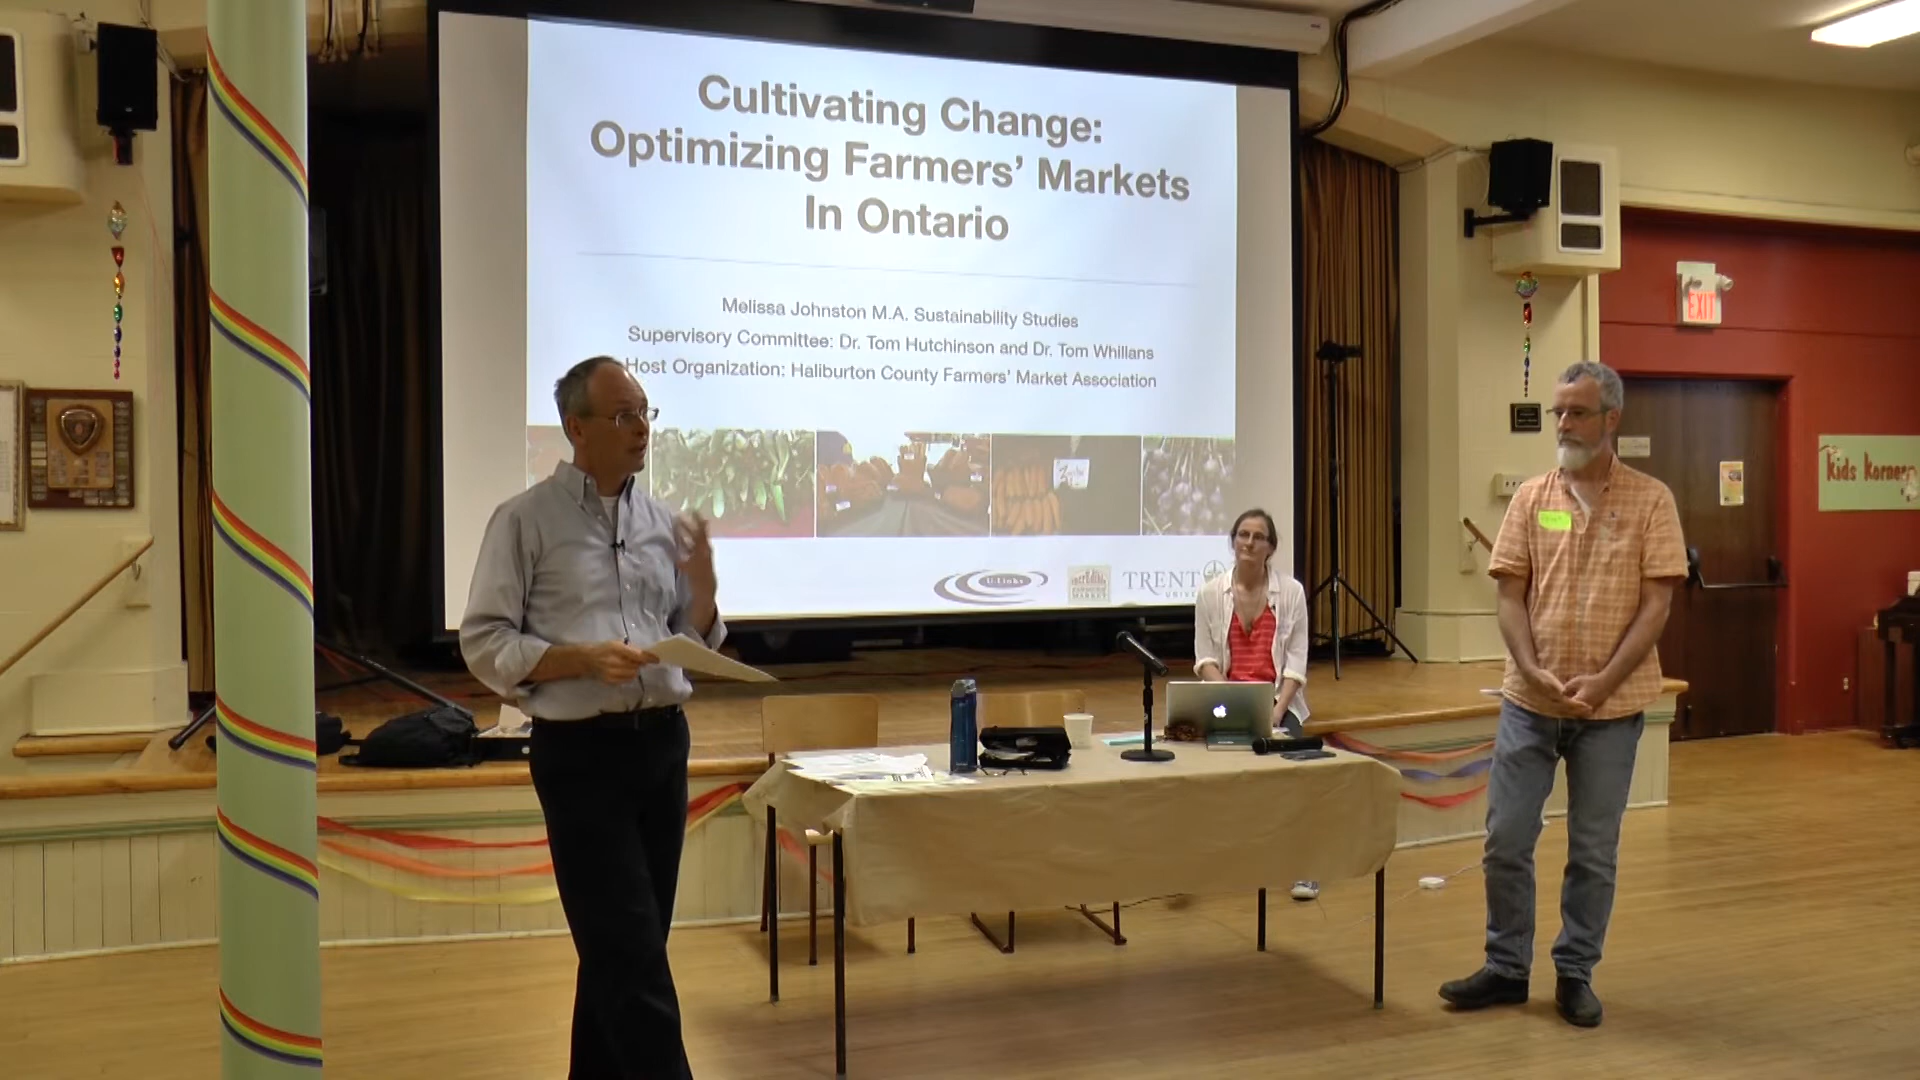 Cultivating Change:
Optimizing Farmers' Markets
In Ontario
Melissa Johnston M.A. Sustainability Studies
Supervisory Committee: Dr. Tom Hutchinson and Dr. Tom Whillans
Host Organization: Haliburton County Farmers' Market Association
U-Links
TRENT
EXIT
Kids Korner